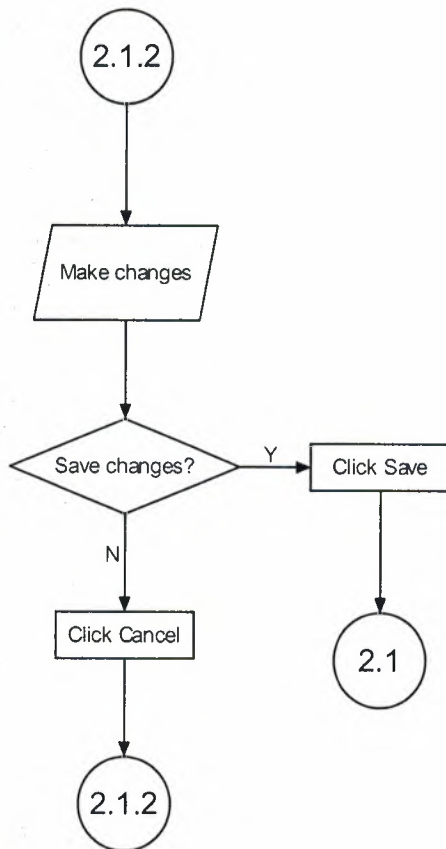 2.1.2
Make changes
Save changes?
Y
Click Save
N
Click Cancel
2.1
2.1.2